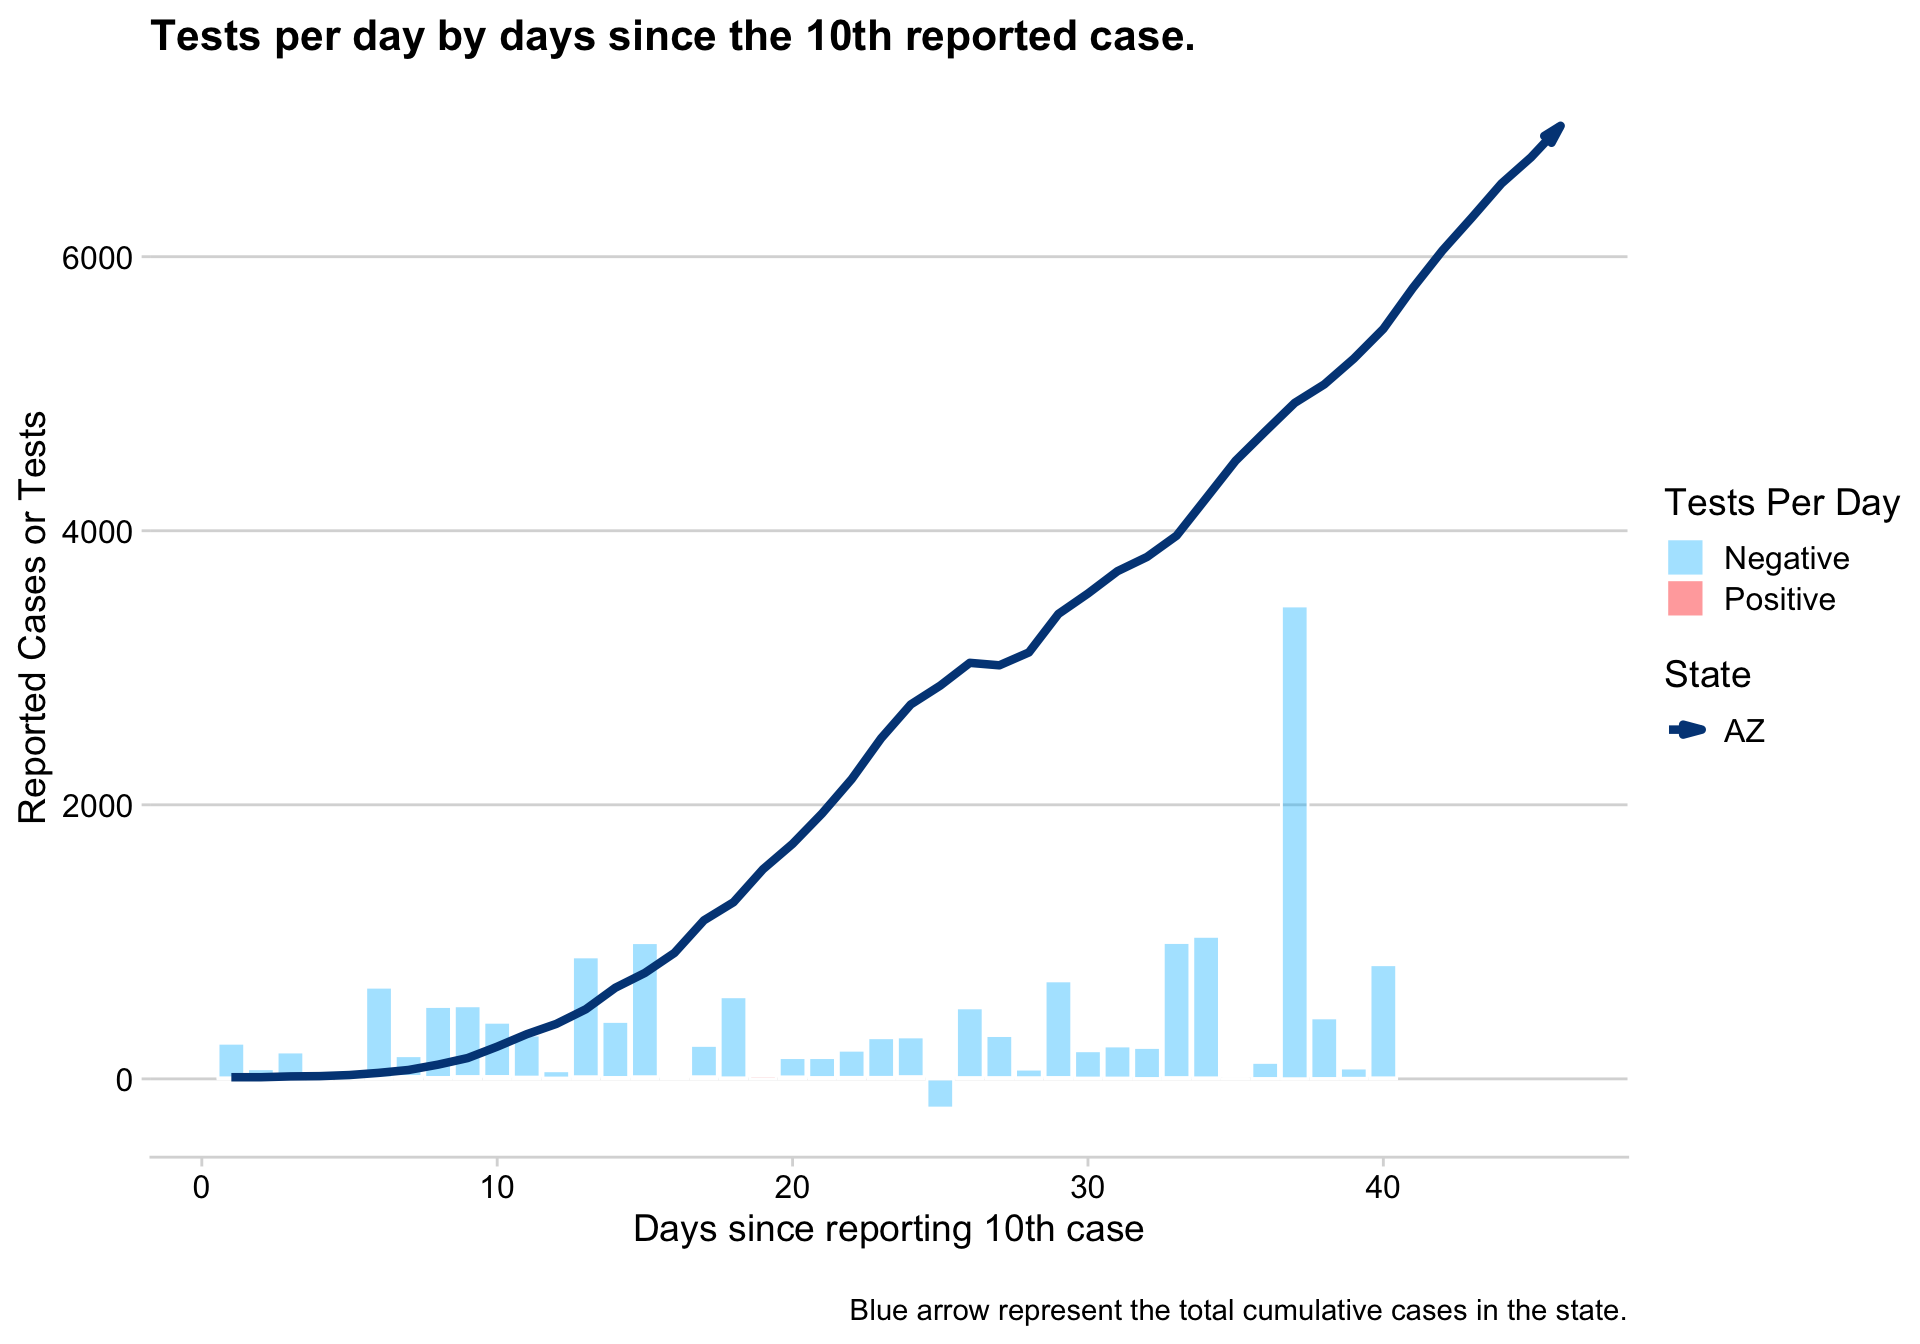 Tests per day by days since the 10th reported case.
Reported Cases or Tests
6000
4000
2000
0
0 10 20 30 40
Days since reporting 10th case
Tests Per Day
Negative
Positive
State
AZ
Blue arrow represent the total cumulative cases in the state.